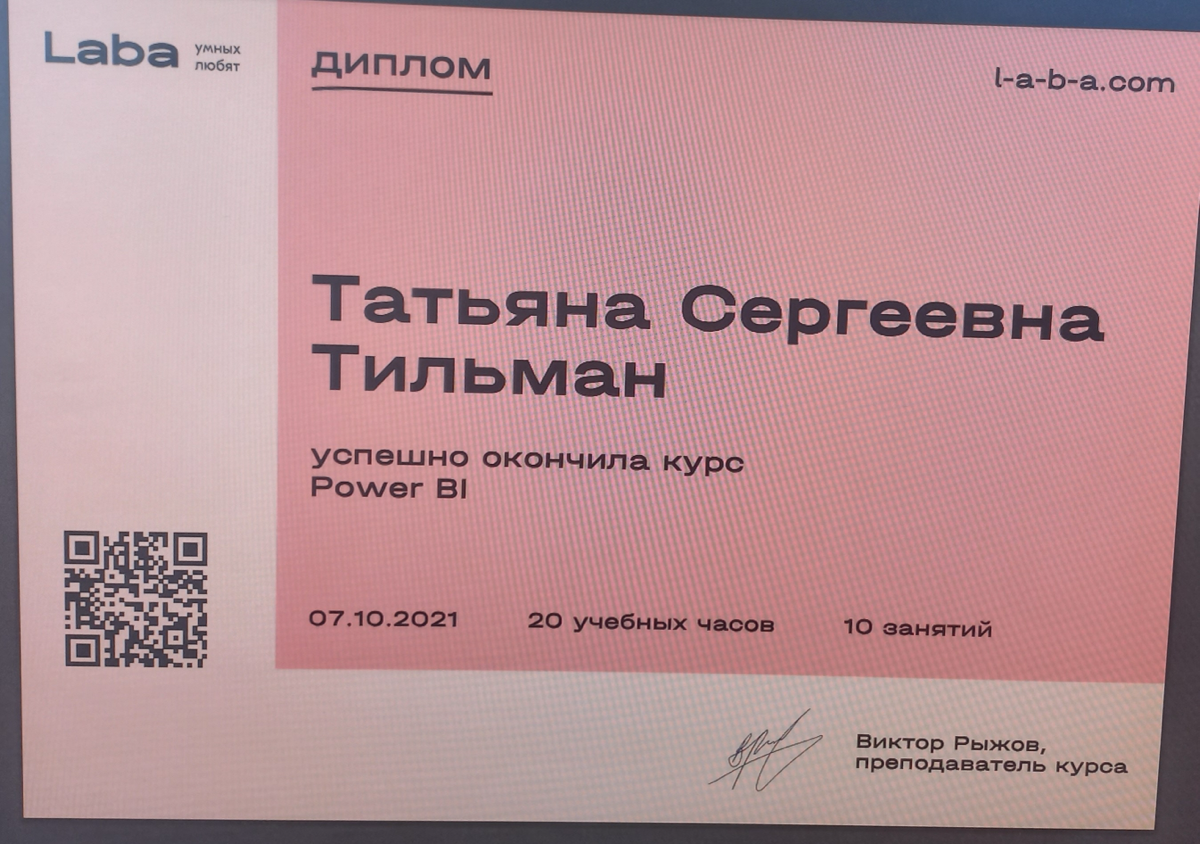 Laba
умных
любят
диплом
l-a-b-a.com
Татьяна Сергеевна
Тильман
успешно окончила курс
Power BI
07.10.2021
20 учебных часов
10 занятий
Виктор Рыжов,
преподаватель курса